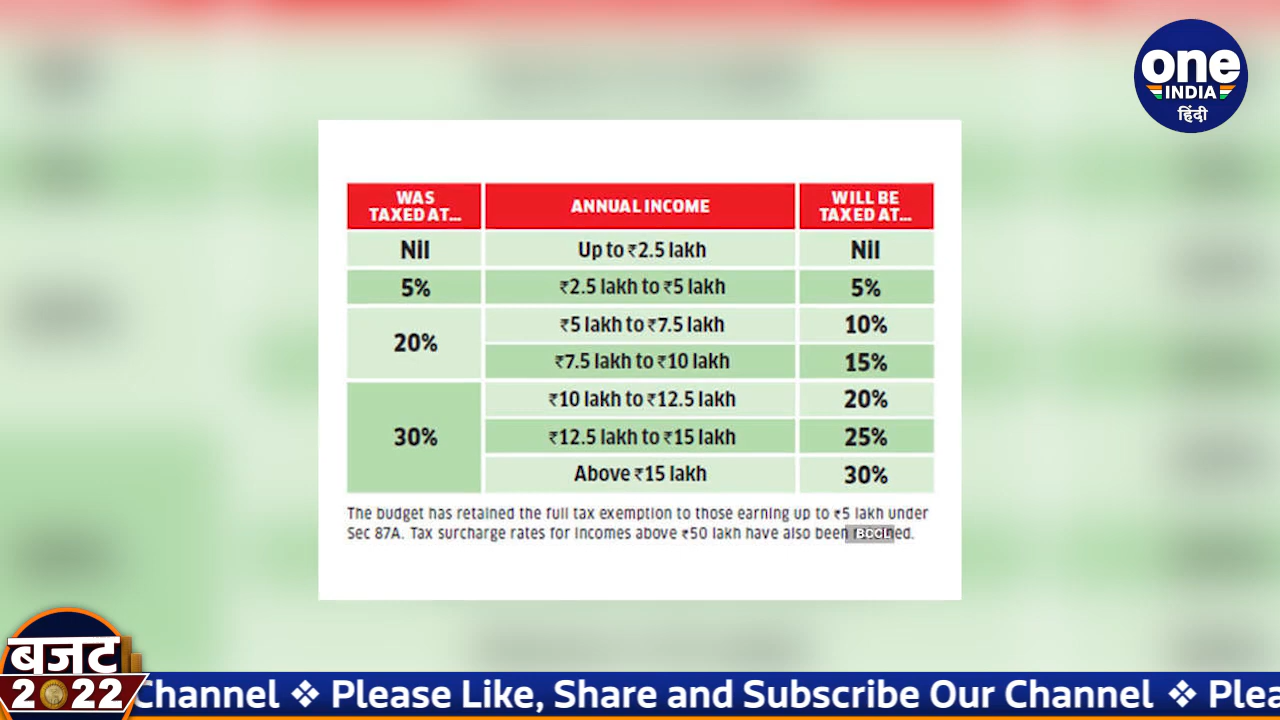 one
INDIA
हिंदी
WAS
TAXED AT...
ANNUAL INCOME
WILL BE
TAXED AT...
Nil
Up to ₹2.5 lakh
Nil
5%
₹2.5 lakh to ₹5 lakh
5%
20%
₹5 lakh to ₹7.5 lakh
10%
₹7.5 lakh to ₹10 lakh
15%
30%
₹10 lakh to ₹12.5 lakh
20%
₹12.5 lakh to ₹15 lakh
25%
Above ₹15 lakh
30%
The budget has retained the full tax exemption to those earning up to ₹5 lakh under
Sec 87A. Tax surcharge rates for incomes above ₹50 lakh have also been
BCCL
बजट
2022
Channel ❖ Please Like, Share and Subscribe Our Channel ❖